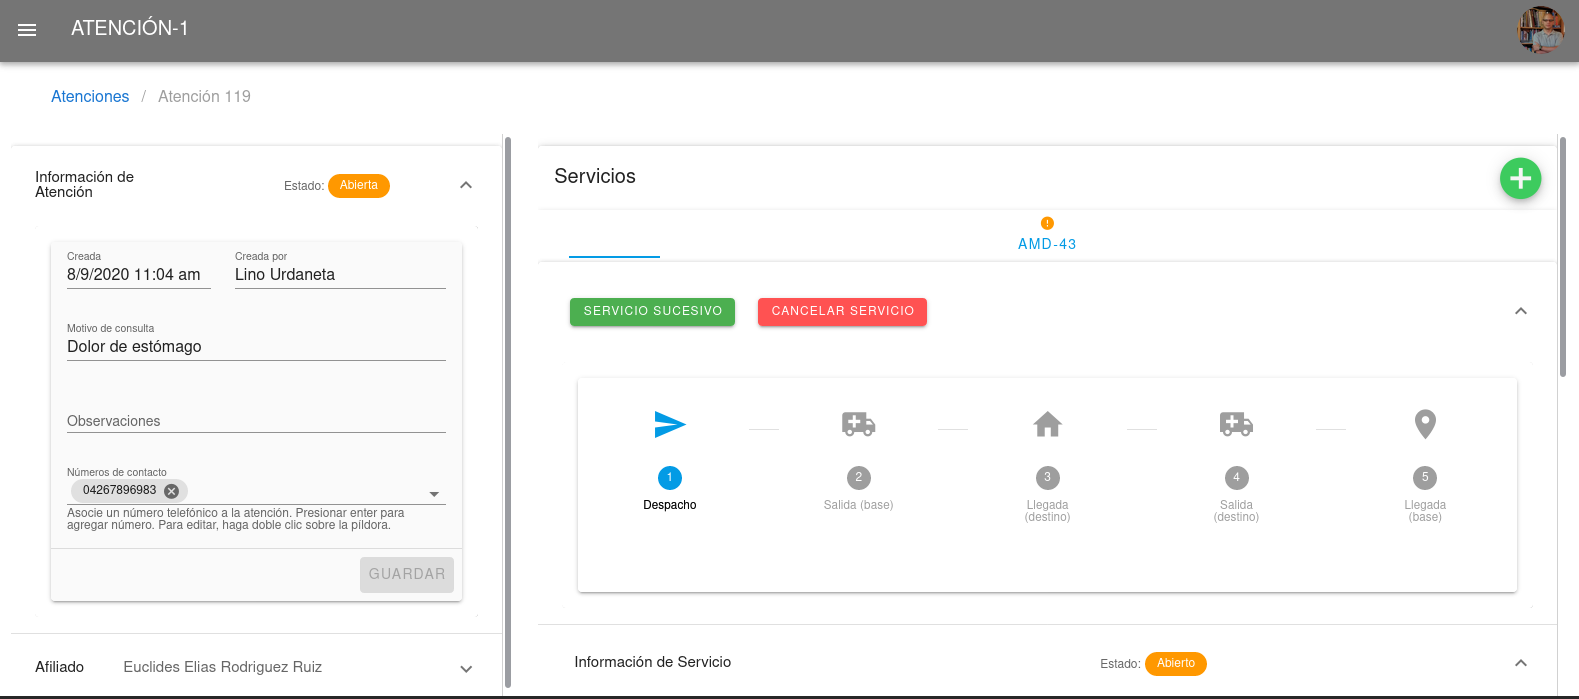 ATENCIÓN-1
Atenciones / Atención 119
Información de
Atención
Estado: Abierta
Creada
8/9/2020 11:04 am
Creada por
Lino Urdaneta
Motivo de consulta
Dolor de estómago
Observaciones
Números de contacto
04267896983
Asocie un número telefónico a la atención. Presionar enter para
agregar número. Para editar, haga doble clic sobre la píldora.
GUARDAR
Afiliado Euclides Elias Rodriguez Ruiz
Servicios
AMD-43
SERVICIO SUCESIVO
CANCELAR SERVICIO
1
Despacho
2
Salida (base)
3
Llegada
(destino)
4
Salida
(destino)
5
Llegada
(base)
Información de Servicio
Estado: Abierto